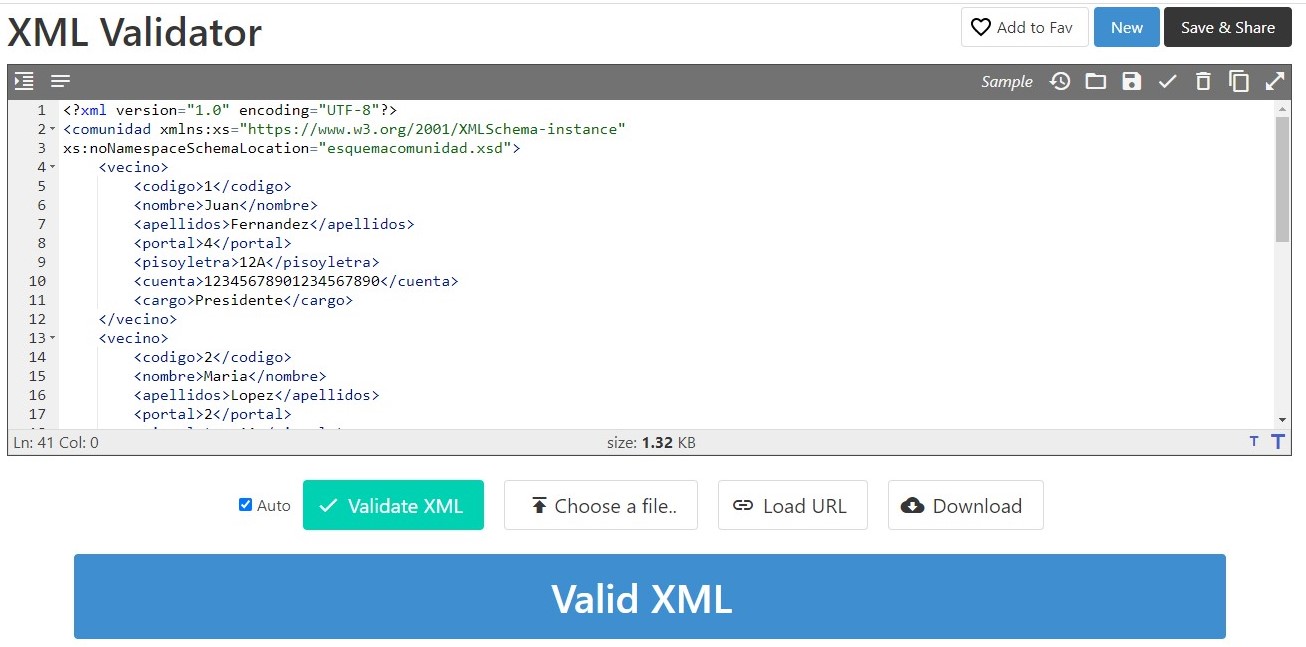 XML Validator
Add to Fav
New
Save & Share
Sample
1 <?xml version="1.0" encoding="UTF-8"?>
2 <comunidad xmlns:xs="https://www.w3.org/2001/XMLSchema-instance"
3 xs:noNamespaceSchemaLocation="esquemacomunidad.xsd">
4 <vecino>
5 <codigo>1</codigo>
6 <nombre>Juan</nombre>
7 <apellidos>Fernandez</apellidos>
8 <portal>4</portal>
9 <pisoyletra>12A</pisoyletra>
10 <cuenta>12345678901234567890</cuenta>
11 <cargo>Presidente</cargo>
12 </vecino>
13 <vecino>
14 <codigo>2</codigo>
15 <nombre>Maria</nombre>
16 <apellidos>Lopez</apellidos>
17 <portal>2</portal>
Ln: 41 Col: 0
size: 1.32 KB
T T
Auto
Validate XML
Choose a file..
Load URL
Download
Valid XML